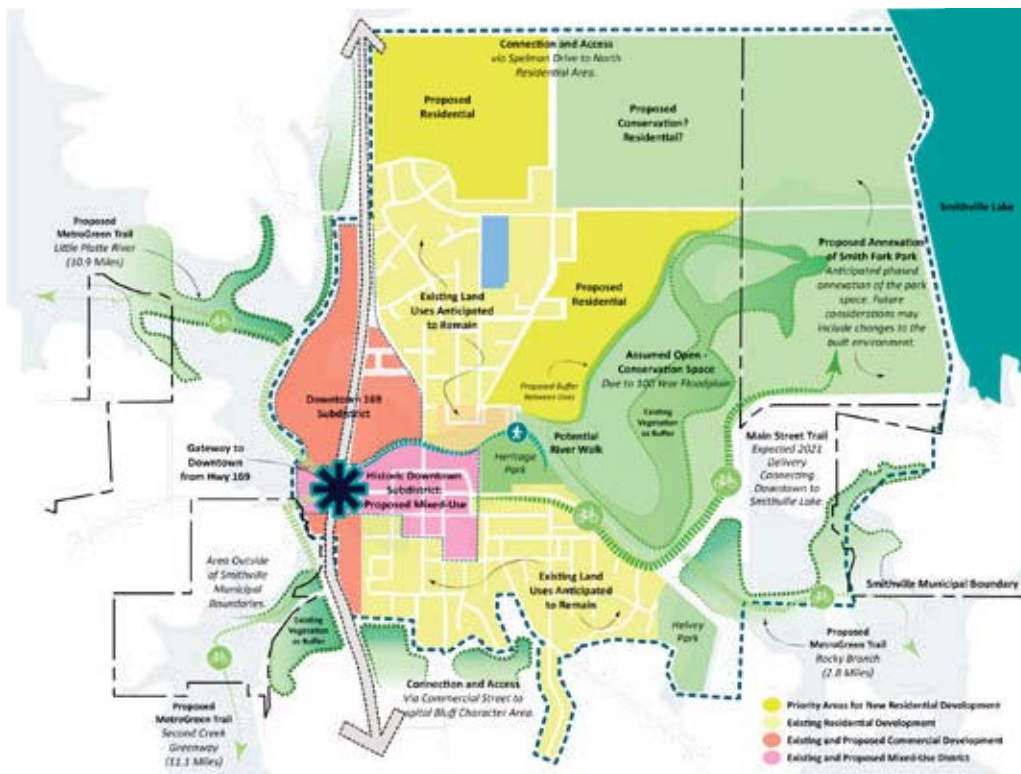 Connection and Access
via Spelman Drive to North
Residential Area.
Proposed
Residential
Proposed
Conservation?
Residential?
Smithville Lake
Proposed
MetroGreen Trail
Little Platte River
(10.9 Miles)
Proposed Annexation
of Smith Fork Park
Anticipated phased
annexation of the park
space. Future
considerations may
include changes to the
built environment.
Existing Land
Uses Anticipated
to Remain
Proposed
Residential
Assumed Open -
Conservation Space
Due to 100 Year Floodplain
Proposed Buffer
Between Uses
Existing
Vegetation
as Buffer
Downtown 169
Subdistrict
Potential
River Walk
Heritage
Park
Main Street Trail
Expected 2021
Delivery
Connecting
Downtown to
Smithville Lake
Gateway to
Downtown
from Hwy 169
Historic Downtown
Subdistrict:
Proposed Mixed-Use
Area Outside
of Smithville
Municipal
Boundaries.
Existing Land
Uses Anticipated
to Remain
Smithville Municipal Boundary
Existing
Vegetation
as Buffer
Helvey
Park
Proposed
MetroGreen Trail
Rocky Branch
(2.8 Miles)
Connection and Access
Via Commercial Street to
Hospital Bluff Character Area.
Proposed
MetroGreen Trail
Second Creek
Greenway
(11.1 Miles)
Priority Areas for New Residential Development
Existing Residential Development
Existing and Proposed Commercial Development
Existing and Proposed Mixed-Use District